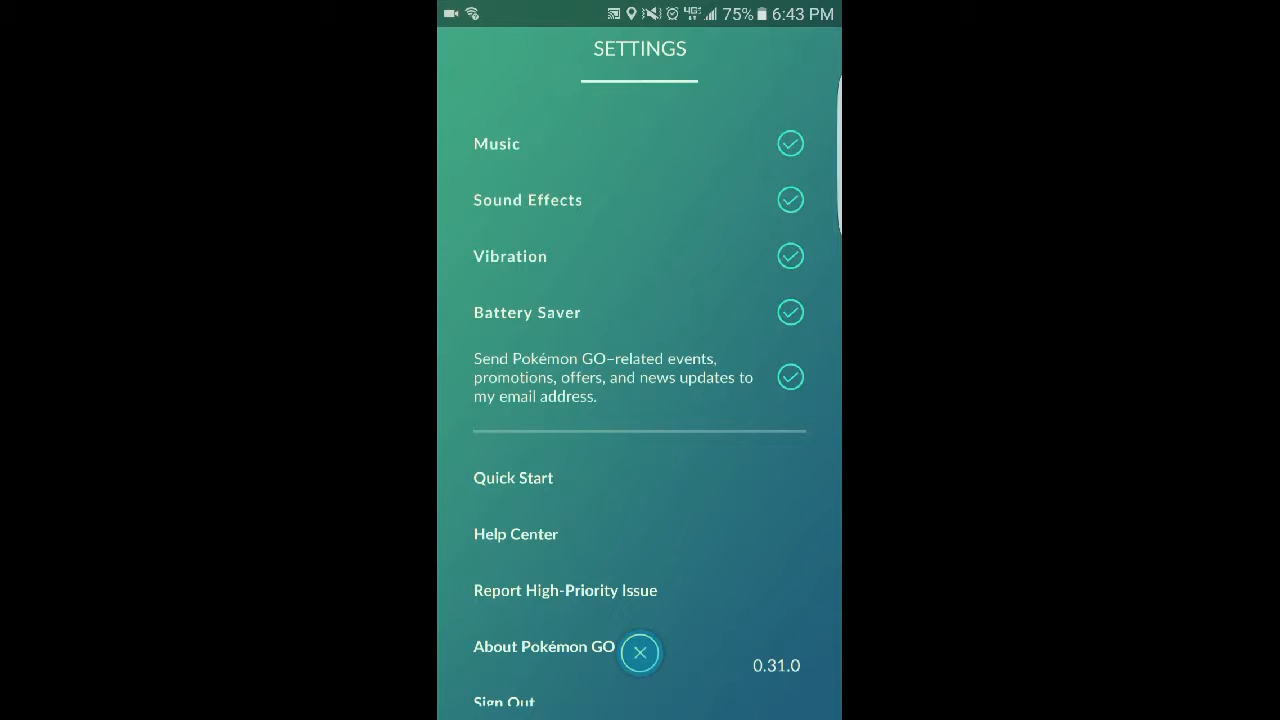 4G 75% 6:43 PM
SETTINGS
Music
Sound Effects
Vibration
Battery Saver
Send Pokémon GO–related events,
promotions, offers, and news updates to
my email address.
Quick Start
Help Center
Report High-Priority Issue
About Pokémon GO
0.31.0
Sign Out